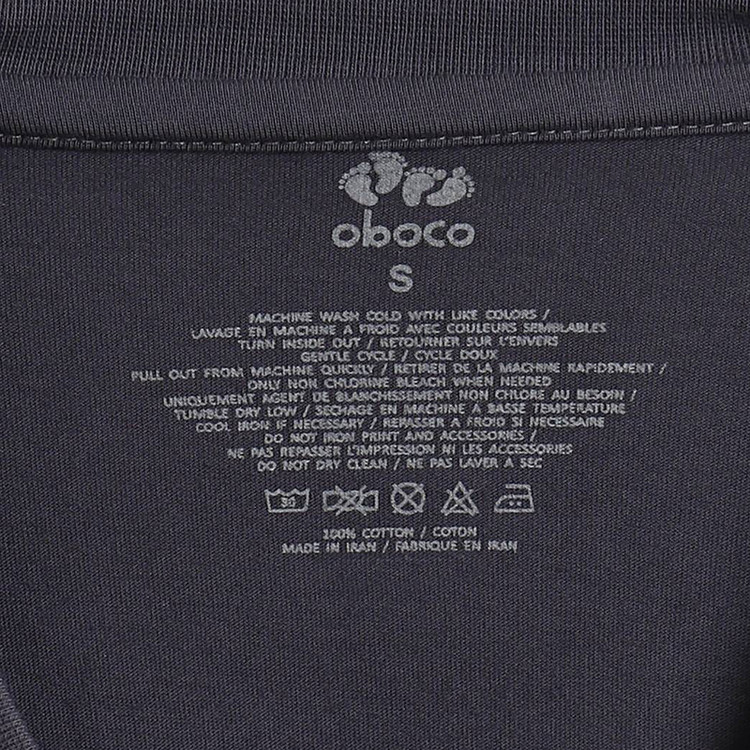 oboco
S
MACHINE WASH COLD WITH LIKE COLORS /
LAVAGE EN MACHINE A FROID AVEC COULEURS SEMBLABLES
TURN INSIDE OUT / RETOURNER SUR L'ENVERS
GENTLE CYCLE / CYCLE DOUX
PULL OUT FROM MACHINE QUICKLY / RETIRER DE LA MACHINE RAPIDEMENT /
ONLY NON CHLORINE BLEACH WHEN NEEDED
UNIQUEMENT AGENT DE BLANCHISSEMENT NON CHLORE AU BESOIN /
TUMBLE DRY LOW / SECHAGE EN MACHINE A BASSE TEMPERATURE
COOL IRON IF NECESSARY / REPASSER A FROID SI NECESSAIRE
DO NOT IRON PRINT AND ACCESSORIES /
NE PAS REPASSER L'IMPRESSION NI LES ACCESSOIRES
DO NOT DRY CLEAN / NE PAS LAVER A SEC
30
100% COTTON / COTON
MADE IN IRAN / FABRIQUE EN IRAN